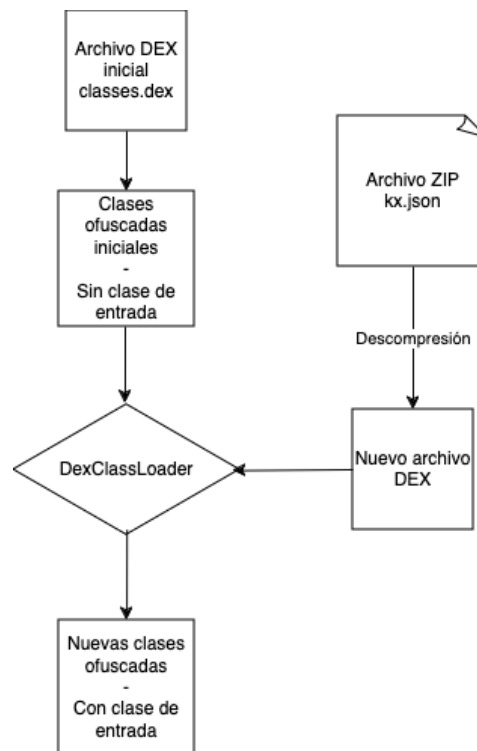 Archivo DEX
inicial
classes.dex
Clases
ofuscadas
iniciales
-
Sin clase de
entrada
Archivo ZIP
kx.json
Descompresión
DexClassLoader
Nuevo archivo
DEX
Nuevas clases
ofuscadas
-
Con clase de
entrada